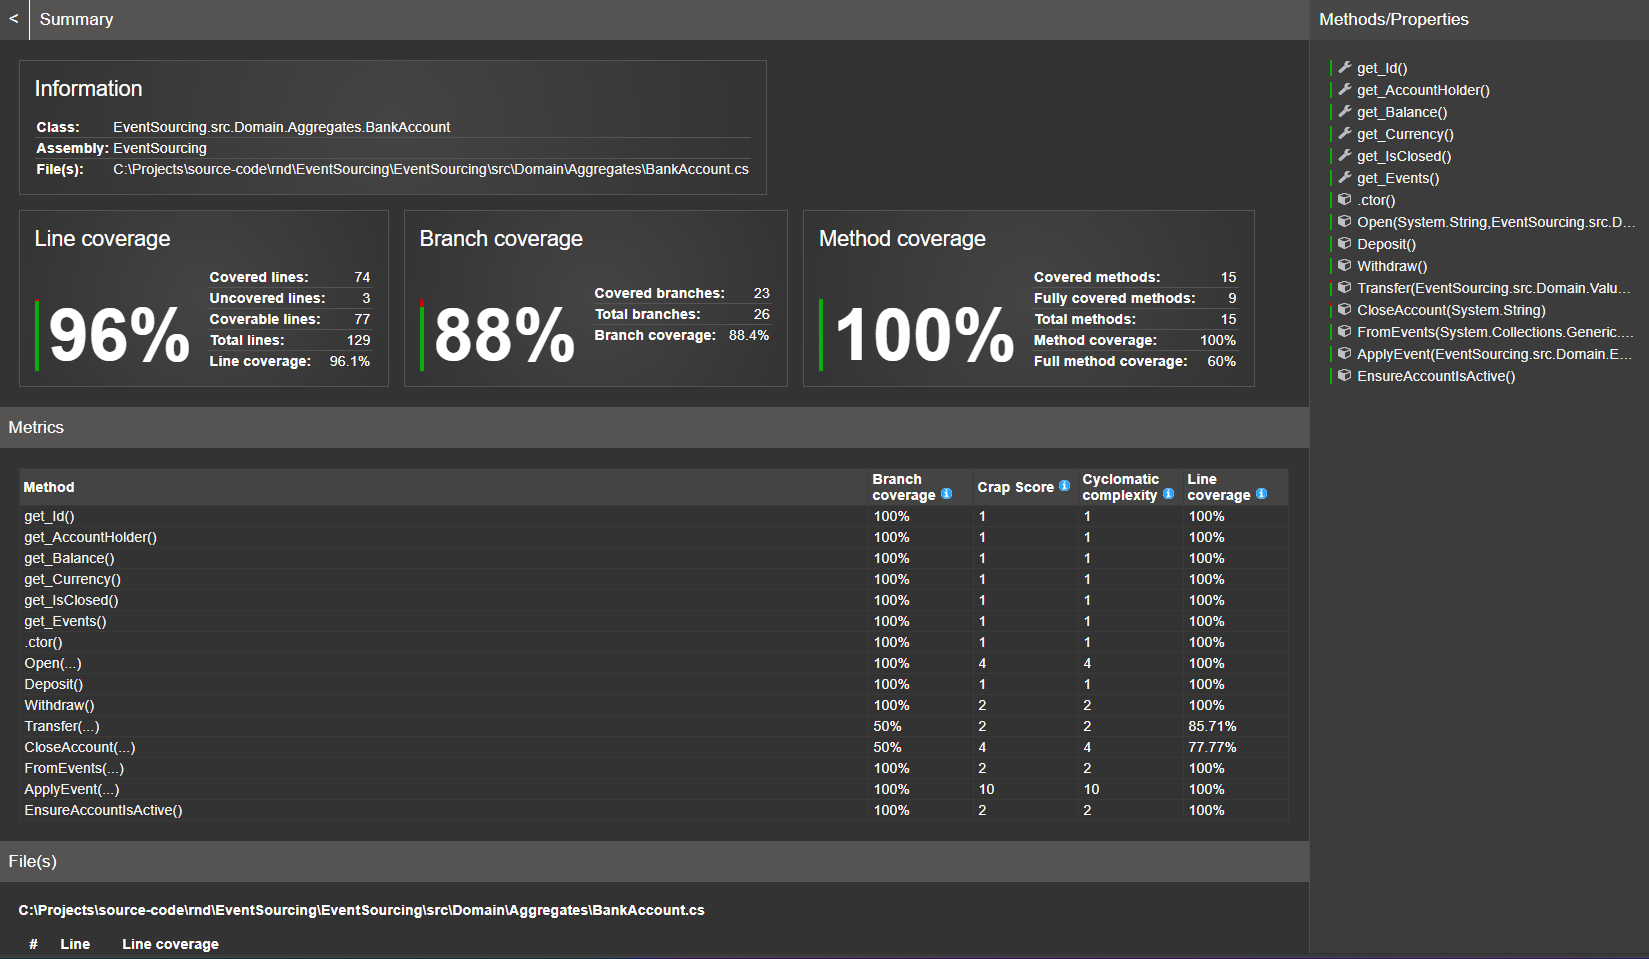 < Summary
Information
Class: EventSourcing.src.Domain.Aggregates.BankAccount
Assembly: EventSourcing
File(s): C:\Projects\source-code\rnd\EventSourcing\EventSourcing\src\Domain\Aggregates\BankAccount.cs
Line coverage
96%
Covered lines: 74
Uncovered lines: 3
Coverable lines: 77
Total lines: 129
Line coverage: 96.1%
Branch coverage
88%
Covered branches: 23
Total branches: 26
Branch coverage: 88.4%
Method coverage
100%
Covered methods: 15
Fully covered methods: 9
Total methods: 15
Method coverage: 100%
Full method coverage: 60%
Metrics
Method Branch coverage Crap Score Cyclomatic complexity Line coverage
get_Id() 100% 1 1 100%
get_AccountHolder() 100% 1 1 100%
get_Balance() 100% 1 1 100%
get_Currency() 100% 1 1 100%
get_IsClosed() 100% 1 1 100%
get_Events() 100% 1 1 100%
.ctor() 100% 1 1 100%
Open(...) 100% 4 4 100%
Deposit() 100% 1 1 100%
Withdraw() 100% 2 2 100%
Transfer(...) 50% 2 2 85.71%
CloseAccount(...) 50% 4 4 77.77%
FromEvents(...) 100% 2 2 100%
ApplyEvent(...) 100% 10 10 100%
EnsureAccountIsActive() 100% 2 2 100%
File(s)
C:\Projects\source-code\rnd\EventSourcing\EventSourcing\src\Domain\Aggregates\BankAccount.cs
# Line Line coverage
Methods/Properties
get_Id()
get_AccountHolder()
get_Balance()
get_Currency()
get_IsClosed()
get_Events()
.ctor()
Open(System.String,EventSourcing.src.D...
Deposit()
Withdraw()
Transfer(EventSourcing.src.Domain.Valu...
CloseAccount(System.String)
FromEvents(System.Collections.Generic....
ApplyEvent(EventSourcing.src.Domain.E...
EnsureAccountIsActive()